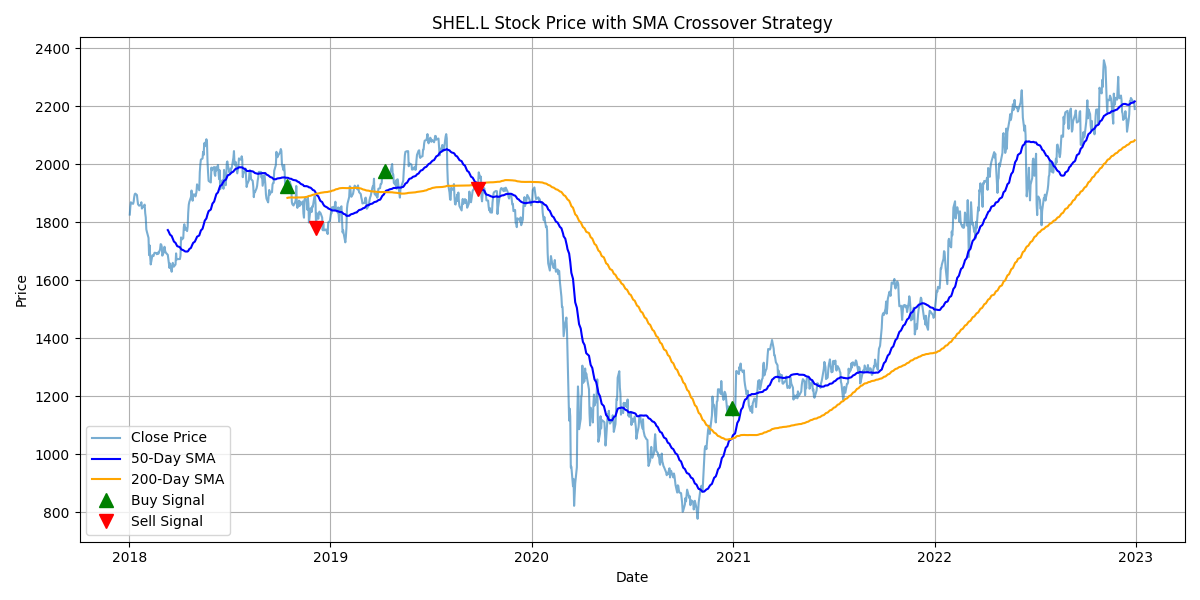 SHEL.L Stock Price with SMA Crossover Strategy
2400
2200
2000
1800
1600
1400
1200
1000
800
Price
Close Price
50-Day SMA
200-Day SMA
Buy Signal
Sell Signal
2018 2019 2020 2021 2022 2023
Date